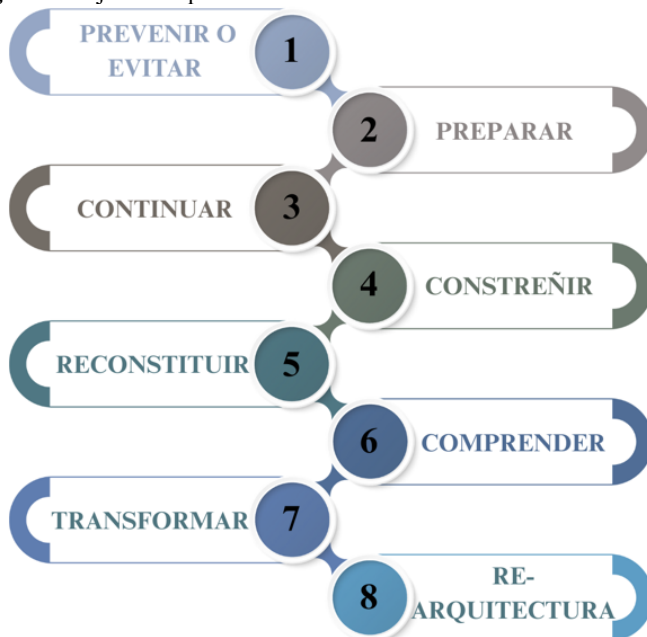 PREVENIR O
EVITAR
1
2
PREPARAR
CONTINUAR
3
4
CONSTREÑIR
RECONSTITUIR
5
6
COMPRENDER
TRANSFORMAR
7
8
RE-
ARQUITECTURA